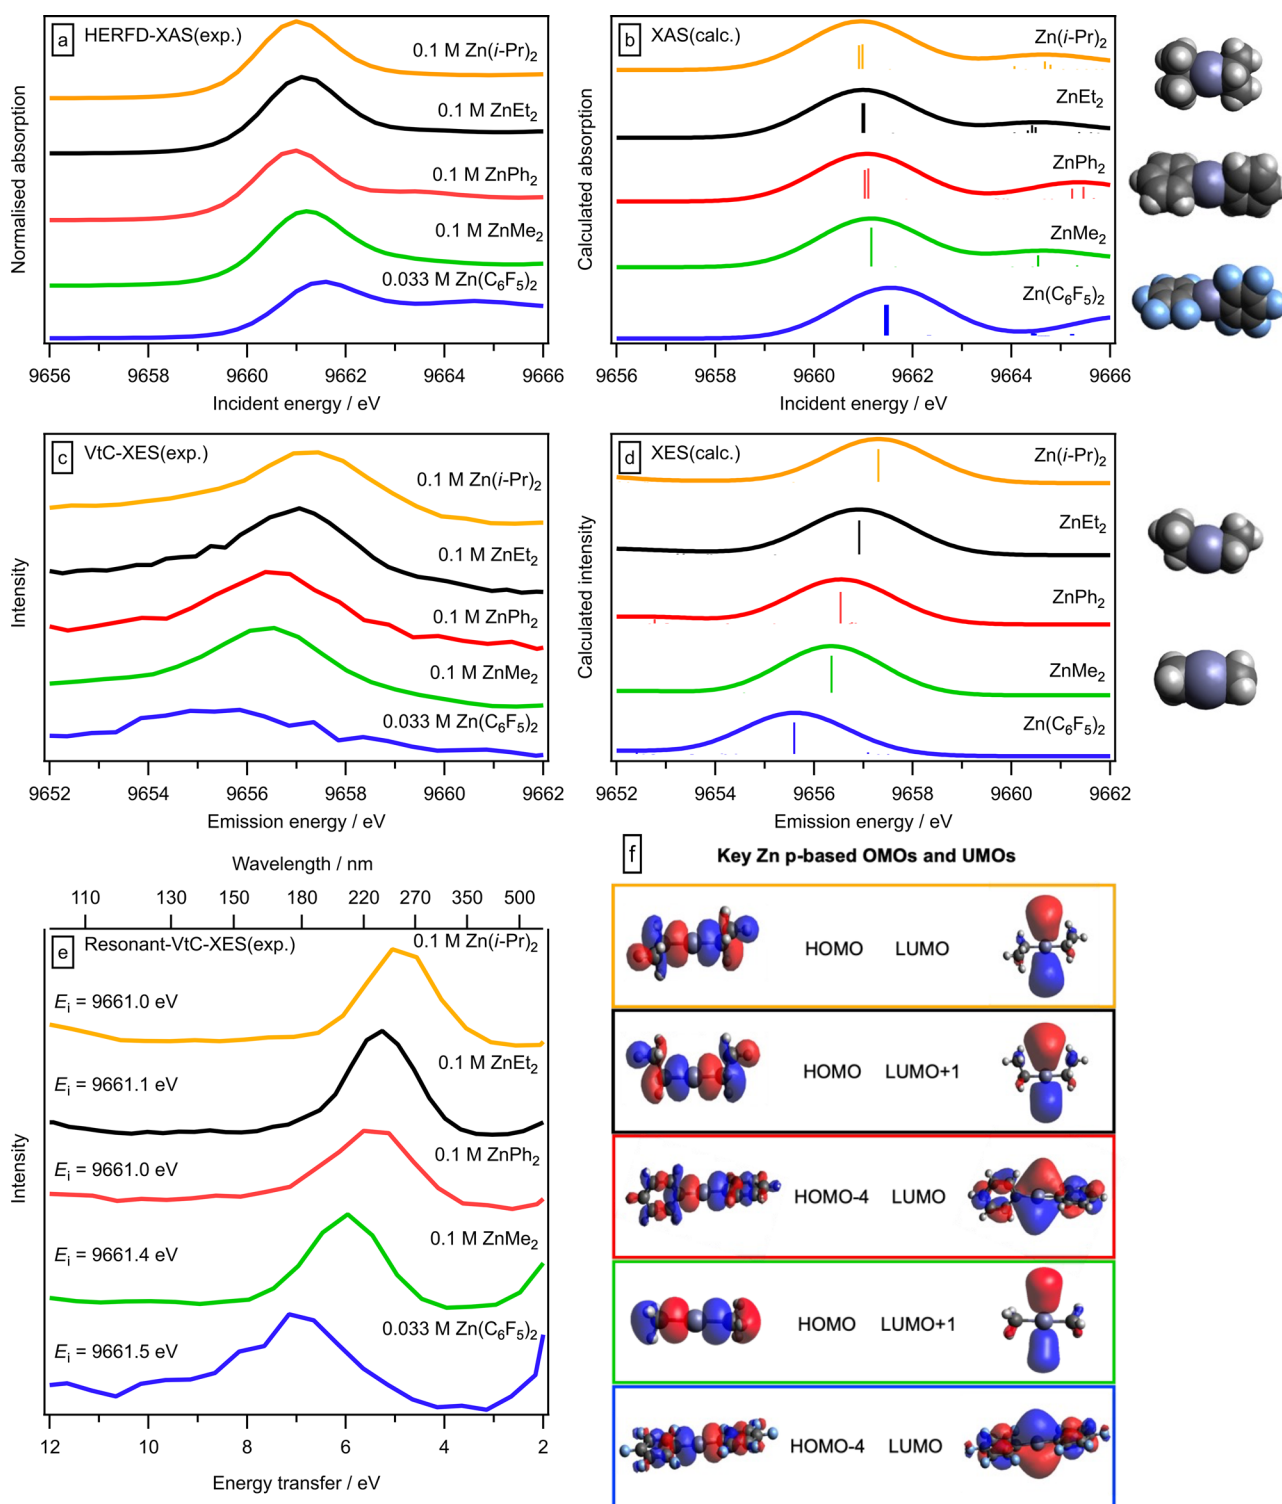 a HERFD-XAS(exp.)
0.1 M Zn(i-Pr)2
0.1 M ZnEt2
0.1 M ZnPh2
0.1 M ZnMe2
0.033 M Zn(C6F5)2
Normalised absorption
9656 9658 9660 9662 9664 9666
Incident energy / eV
b XAS(calc.)
Zn(i-Pr)2
ZnEt2
ZnPh2
ZnMe2
Zn(C6F5)2
Calculated absorption
9656 9658 9660 9662 9664 9666
Incident energy / eV
c VtC-XES(exp.)
0.1 M Zn(i-Pr)2
0.1 M ZnEt2
0.1 M ZnPh2
0.1 M ZnMe2
0.033 M Zn(C6F5)2
Intensity
9652 9654 9656 9658 9660 9662
Emission energy / eV
d XES(calc.)
Zn(i-Pr)2
ZnEt2
ZnPh2
ZnMe2
Zn(C6F5)2
Calculated intensity
9652 9654 9656 9658 9660 9662
Emission energy / eV
Wavelength / nm
110 130 150 180 220 270 350 500
e Resonant-VtC-XES(exp.)
0.1 M Zn(i-Pr)2
Ei = 9661.0 eV
0.1 M ZnEt2
Ei = 9661.1 eV
0.1 M ZnPh2
Ei = 9661.0 eV
0.1 M ZnMe2
Ei = 9661.4 eV
0.033 M Zn(C6F5)2
Ei = 9661.5 eV
Intensity
12 10 8 6 4 2
Energy transfer / eV
f Key Zn p-based OMOs and UMOs
HOMO LUMO
HOMO LUMO+1
HOMO-4 LUMO
HOMO LUMO+1
HOMO-4 LUMO